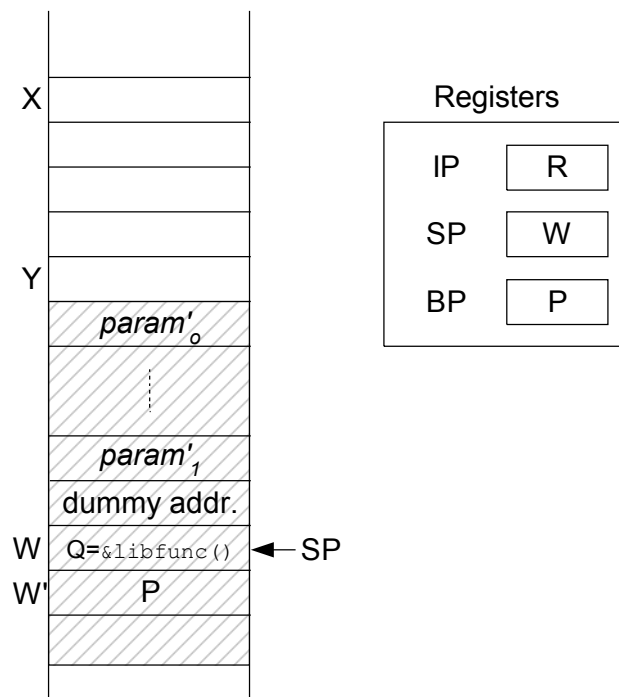 X
Y
param'o
param'1
dummy addr.
W Q=&libfunc() SP
W' P
Registers
IP R
SP W
BP P